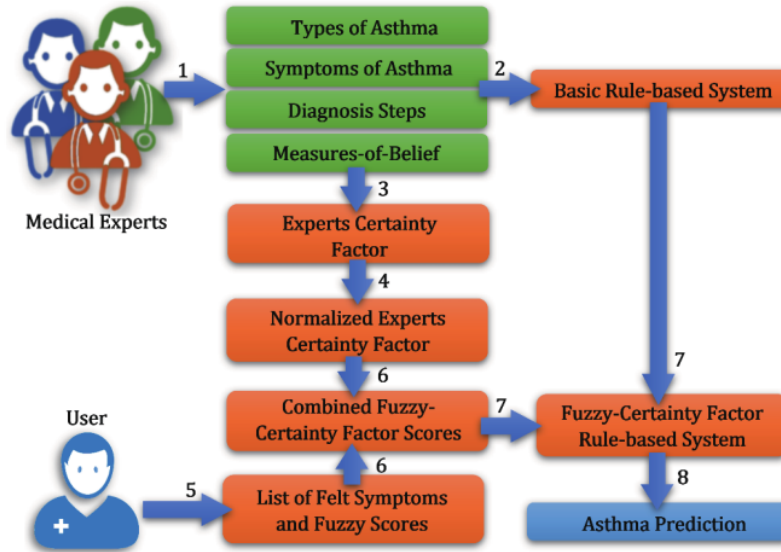 Types of Asthma
1
Symptoms of Asthma
2
Basic Rule-based System
Diagnosis Steps
Measures-of-Belief
Medical Experts
3
Experts Certainty
Factor
4
Normalized Experts
Certainty Factor
6
7
User
Combined Fuzzy-
Certainty Factor Scores
7
Fuzzy-Certainty Factor
Rule-based System
6
5
List of Felt Symptoms
and Fuzzy Scores
8
Asthma Prediction